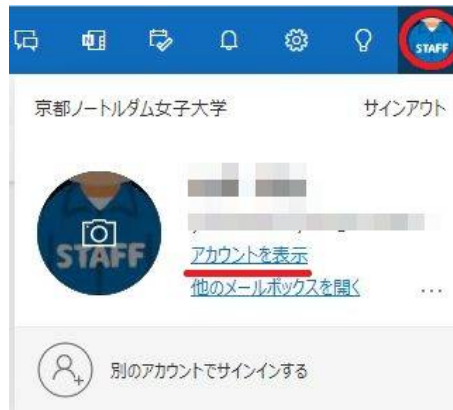 STAFF
京都ノートルダム女子大学 サインアウト
STAFF
アカウントを表示
他のメールボックスを開く ...
別のアカウントでサインインする